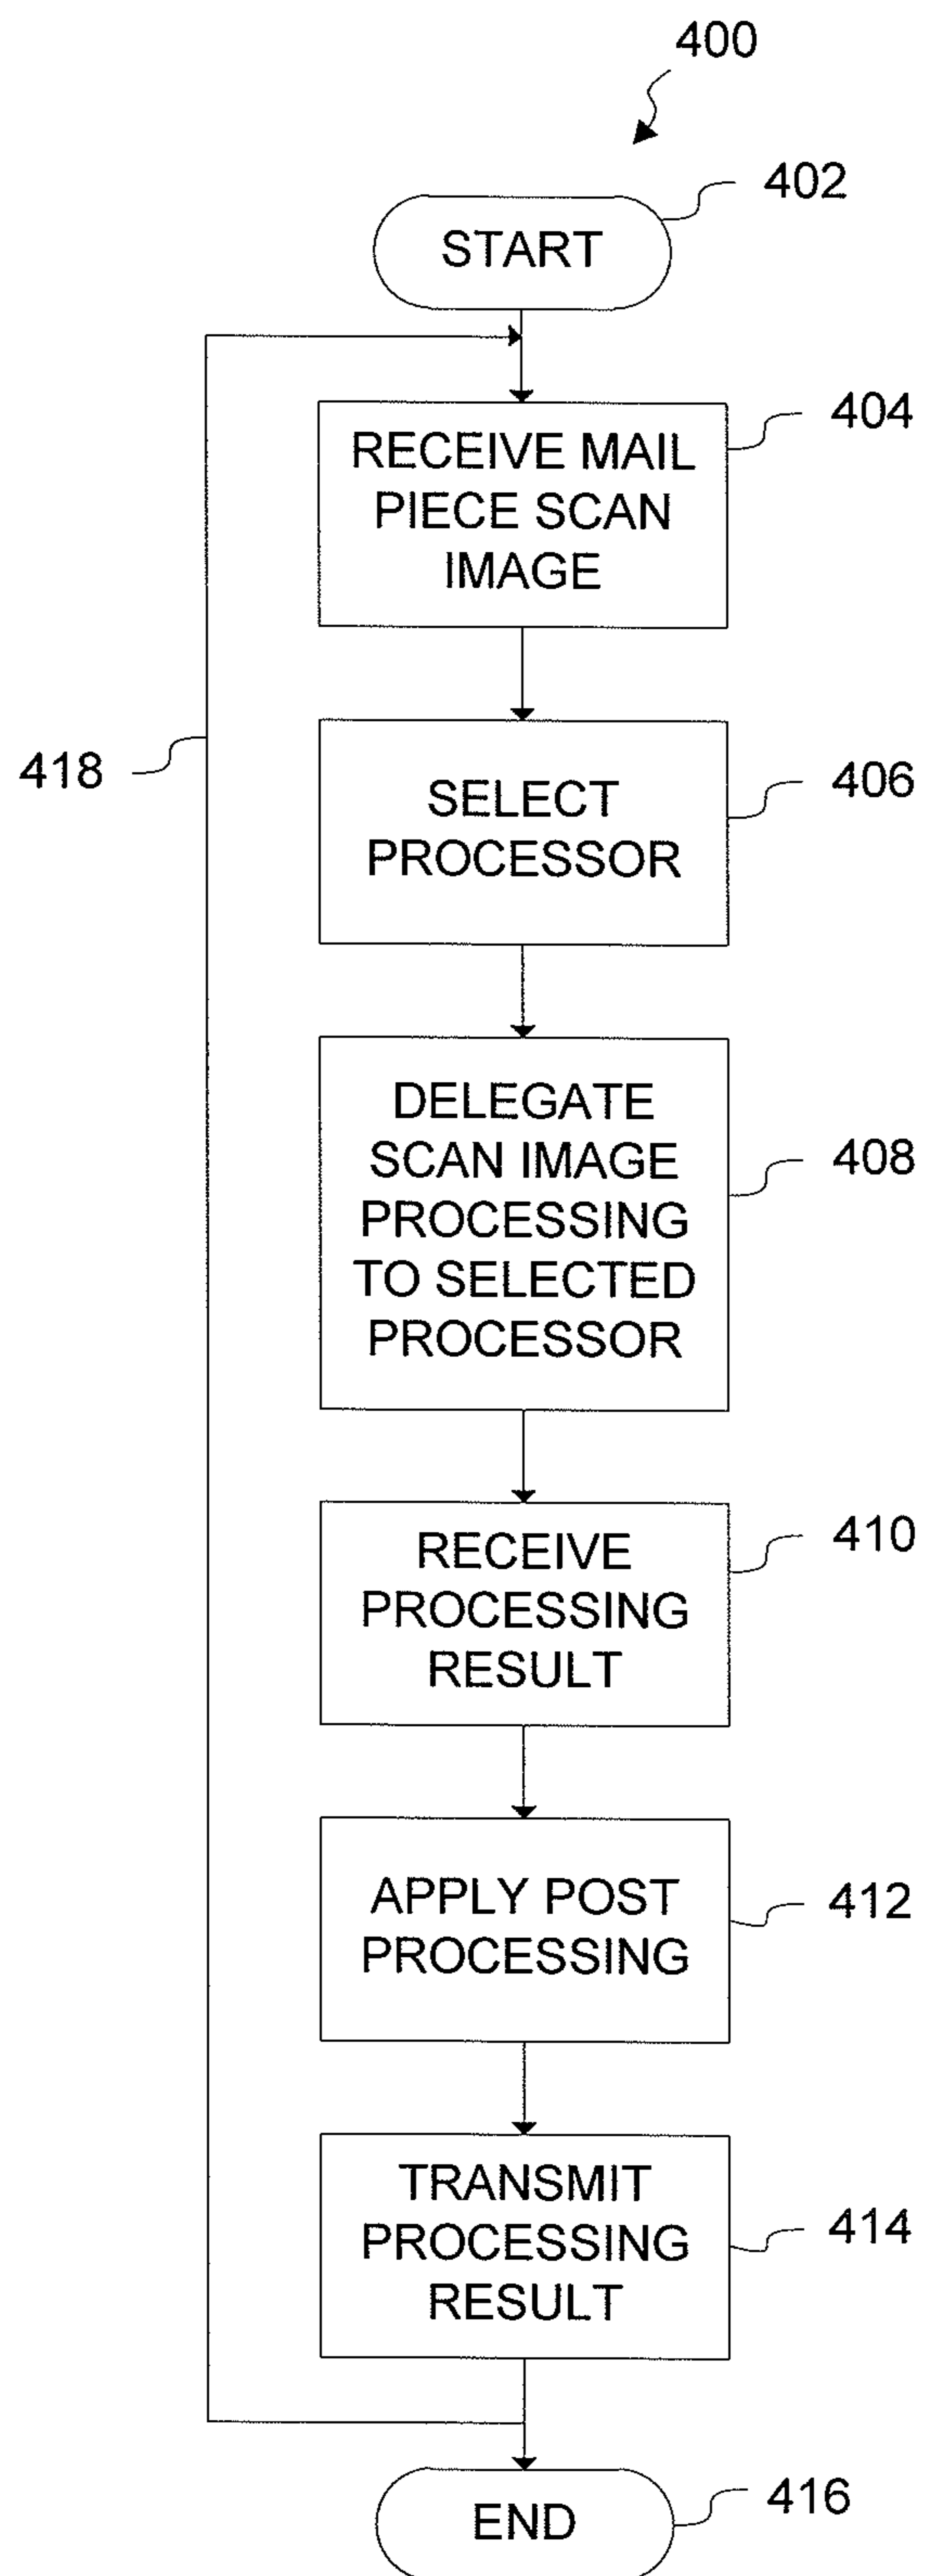 400
402
START
404
RECEIVE MAIL
PIECE SCAN
IMAGE
418
406
SELECT
PROCESSOR
DELEGATE
SCAN IMAGE
PROCESSING
TO SELECTED
PROCESSOR
408
RECEIVE
PROCESSING
RESULT
410
APPLY POST
PROCESSING
412
TRANSMIT
PROCESSING
RESULT
414
END
416